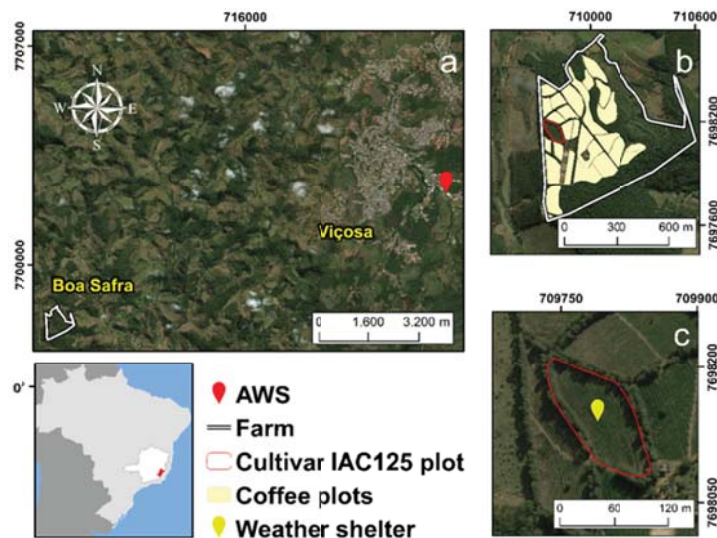 716000
7707000
a
N
W E
S
Viçosa
7700000
Boa Safra
0 1.600 3.200 m
710000 710600
b
7698200
7697600
0 300 600 m
709750 709900
c
7698200
7698050
0 60 120 m
0°
AWS
Farm
Cultivar IAC125 plot
Coffee plots
Weather shelter